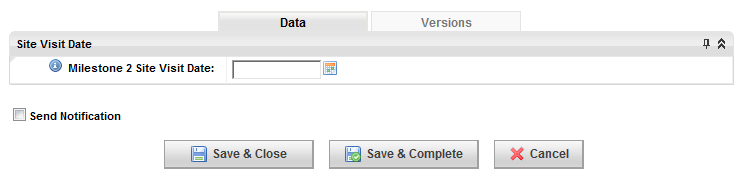 Data Versions
Site Visit Date
Milestone 2 Site Visit Date:
Send Notification
Save & Close Save & Complete Cancel